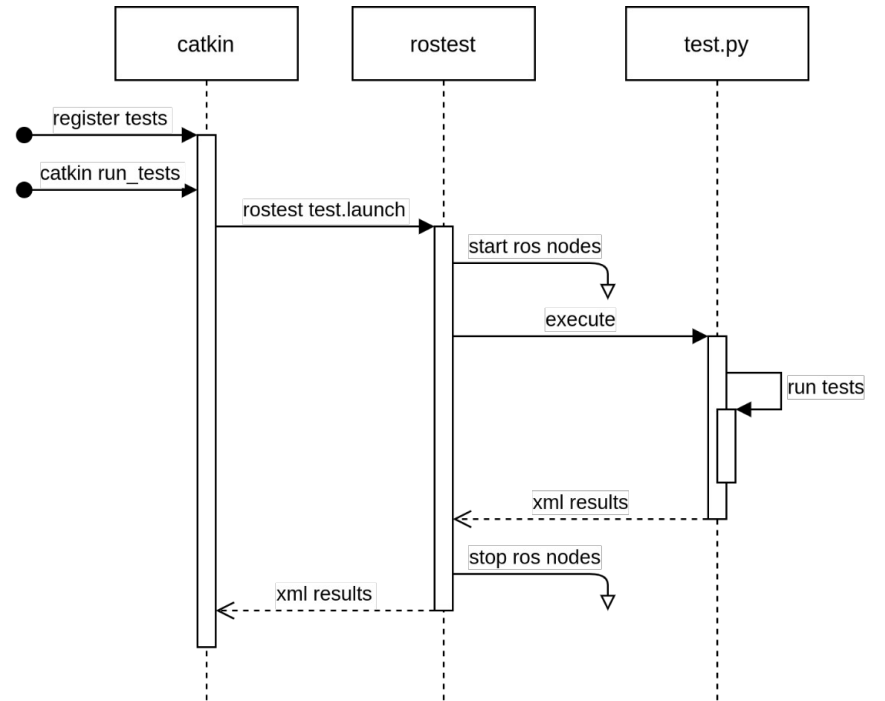 catkin
rostest
test.py
register tests
catkin run_tests
rostest test.launch
start ros nodes
execute
run tests
xml results
stop ros nodes
xml results